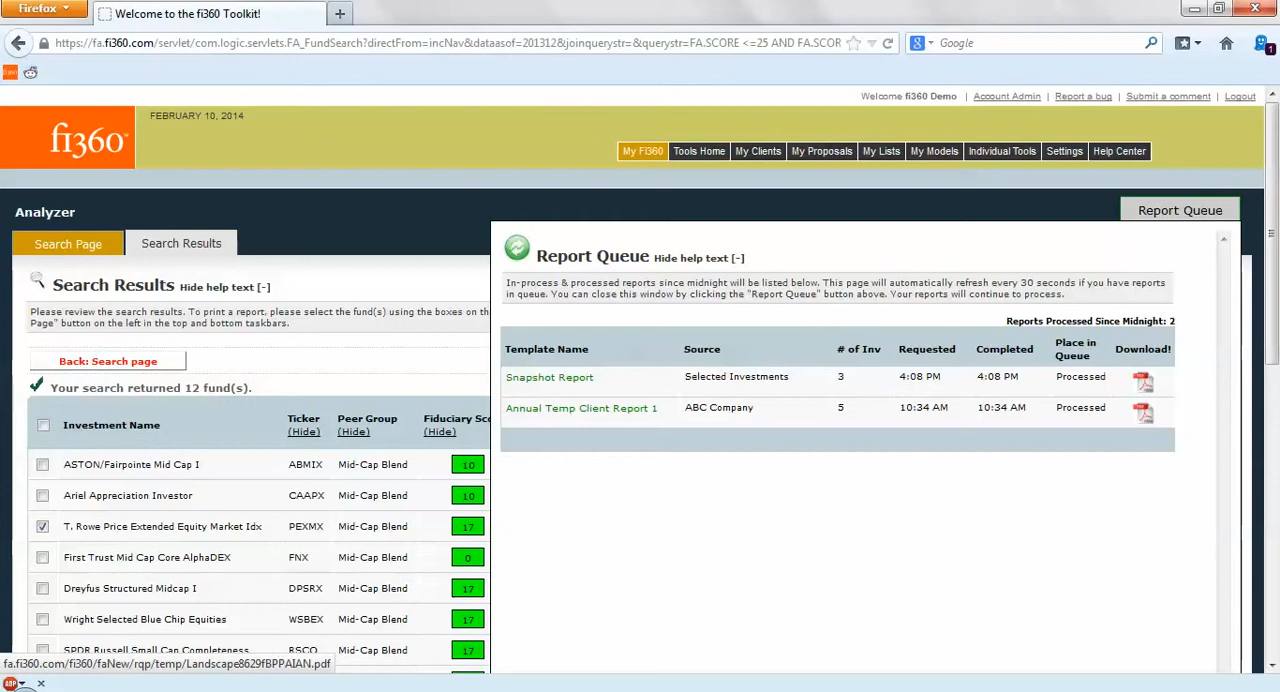 Firefox
Welcome to the fi360 Toolkit!
https://fa.fi360.com/servlet/comlogic.servlets.FA_FundSearch?directFrom=incNav&dataasof=201312&joinquerystr=&querystr=FA.SCORE <=25 AND FA.SCOR
Google
1
Welcome fi360 Demo | Account Admin | Report a bug | Submit a comment | Logout
fi360
FEBRUARY 10, 2014
My Fi360 Tools Home My Clients My Proposals My Lists My Models Individual Tools Settings Help Center
Analyzer
Report Queue
Search Page
Search Results
Search Results Hide help text [-]
Please review the search results. To print a report, please select the fund(s) using the boxes on th
Page" button on the left in the top and bottom taskbars.
Back: Search page
Your search returned 12 fund(s).
Investment Name Ticker (Hide) Peer Group (Hide) Fiduciary Sco (Hide)
ASTON/Fairpointe Mid Cap I ABMIX Mid-Cap Blend 10
Ariel Appreciation Investor CAAPX Mid-Cap Blend 10
T. Rowe Price Extended Equity Market Idx PEXMX Mid-Cap Blend 17
First Trust Mid Cap Core AlphaDEX FNX Mid-Cap Blend 0
Dreyfus Structured Midcap I DPSRX Mid-Cap Blend 17
Wright Selected Blue Chip Equities WSBEX Mid-Cap Blend 17
SPDR Russell Small Cap Completeness RSCO Mid-Cap Blend 17
Report Queue Hide help text [-]
In-process & processed reports since midnight will be listed below. This page will automatically refresh every 30 seconds if you have reports
in queue. You can close this window by clicking the "Report Queue" button above. Your reports will continue to process.
Reports Processed Since Midnight: 2
Template Name Source # of Inv Requested Completed Place in Queue Download!
Snapshot Report Selected Investments 3 4:08 PM 4:08 PM Processed
Annual Temp Client Report 1 ABC Company 5 10:34 AM 10:34 AM Processed
fa.fi360.com/fi360/faNew/rqp/temp/Landscape8629fBPPAIAN.pdf
ABP